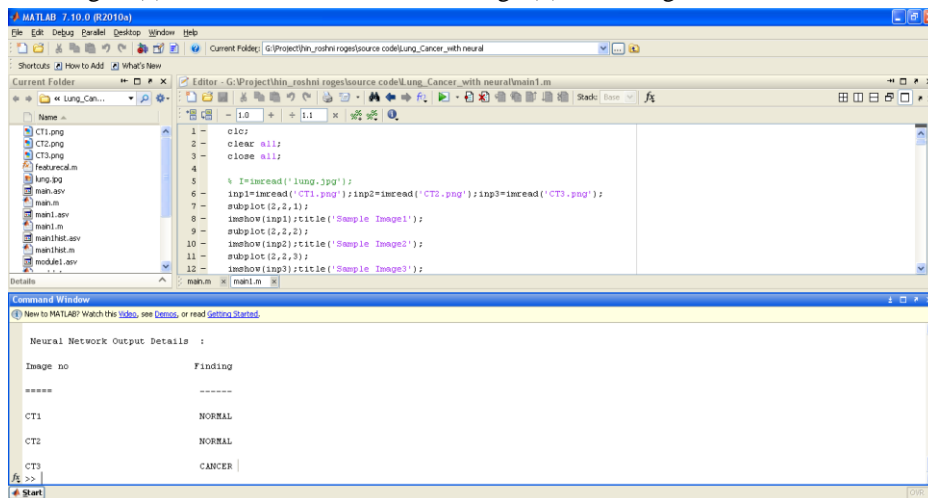 MATLAB 7.10.0 (R2010a)
File Edit Debug Parallel Desktop Window Help
Current Folder: G:\Project\hin_roshni roges\source code\Lung_Cancer_with neural
Shortcuts How to Add What's New
Current Folder
Editor - G:\Project\hin_roshni roges\source code\Lung_Cancer_with neural\main1.m
« Lung_Can...
Stack: Base
Name
- 1.0 + ÷ 1.1 ×
CT1.png
CT2.png
CT3.png
featurecal.m
lung.jpg
main.asv
main.m
main1.asv
main1.m
main1hist.asv
main1hist.m
module1.asv
Details
1 - clc;
2 - clear all;
3 - close all;
4
5 % I=imread('lung.jpg');
6 - inp1=imread('CT1.png');inp2=imread('CT2.png');inp3=imread('CT3.png');
7 - subplot(2,2,1);
8 - imshow(inp1);title('Sample Image1');
9 - subplot(2,2,2);
10 - imshow(inp2);title('Sample Image2');
11 - subplot(2,2,3);
12 - imshow(inp3);title('Sample Image3');
main.m × main1.m ×
Command Window
New to MATLAB? Watch this Video, see Demos, or read Getting Started.
Neural Network Output Details :
Image no Finding
===== ------
CT1 NORMAL
CT2 NORMAL
CT3 CANCER
fx >>
Start OVR